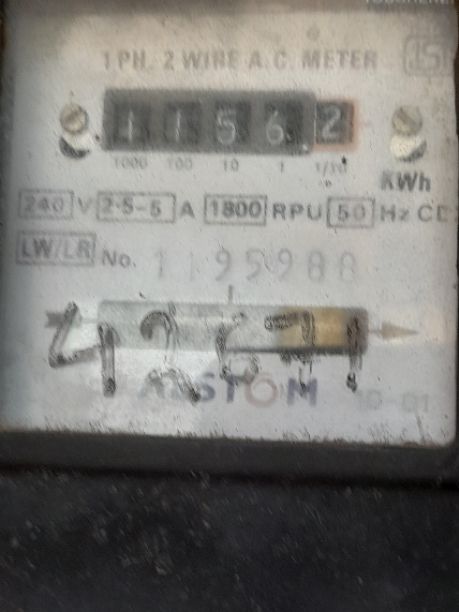 1 PH. 2 WIRE A.C. METER
1 1 5 6 2
1000 100 10 1 1/10
KWh
240 V 2·5-5 A 1800 RPU 50 Hz
LW/LR No. 1195988
ALSTOM